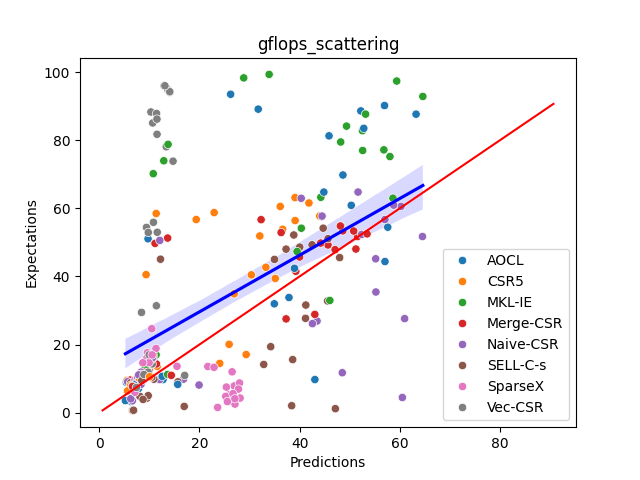 gflops_scattering
Expectations
100
80
60
40
20
0
0
20
40
60
80
Predictions
AOCL
CSR5
MKL-IE
Merge-CSR
Naive-CSR
SELL-C-s
SparseX
Vec-CSR